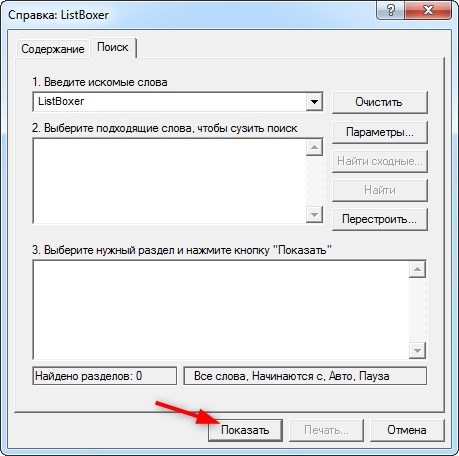 Справка: ListBoxer
?
Содержание
Поиск
1. Введите искомые слова
ListBoxer
Очистить
2. Выберите подходящие слова, чтобы сузить поиск
Параметры...
Найти сходные...
Найти
Перестроить...
3. Выберите нужный раздел и нажмите кнопку "Показать"
Найдено разделов: 0
Все слова, Начинаются с, Авто, Пауза
Показать
Печать...
Отмена